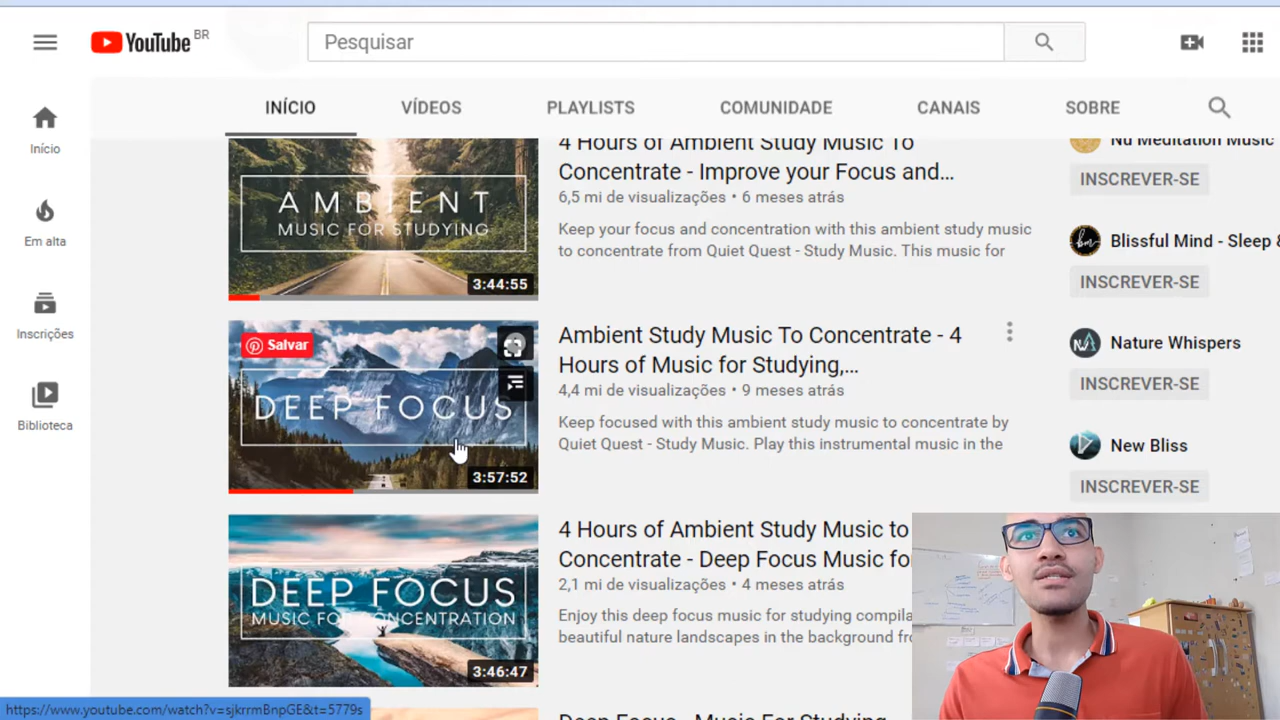 YouTube BR
Pesquisar
INÍCIO
VÍDEOS
PLAYLISTS
COMUNIDADE
CANAIS
SOBRE
Início
Em alta
Inscrições
Biblioteca
AMBIENT
MUSIC FOR STUDYING
3:44:55
4 Hours of Ambient Study Music To
Concentrate - Improve your Focus and...
6,5 mi de visualizações • 6 meses atrás
Keep your focus and concentration with this ambient study music
to concentrate from Quiet Quest - Study Music. This music for
Salvar
DEEP FOCUS
3:57:52
Ambient Study Music To Concentrate - 4
Hours of Music for Studying,...
4,4 mi de visualizações • 9 meses atrás
Keep focused with this ambient study music to concentrate by
Quiet Quest - Study Music. Play this instrumental music in the
DEEP FOCUS
MUSIC FOR CONCENTRATION
3:46:47
4 Hours of Ambient Study Music to
Concentrate - Deep Focus Music fo
2,1 mi de visualizações • 4 meses atrás
Enjoy this deep focus music for studying compila
beautiful nature landscapes in the background fr
Deep Focus - Music For Studying
Nu Meditation Music
INSCREVER-SE
Blissful Mind - Sleep &
INSCREVER-SE
Nature Whispers
INSCREVER-SE
New Bliss
INSCREVER-SE
https://www.youtube.com/watch?v=sjkrrmBnpGE&t=5779s